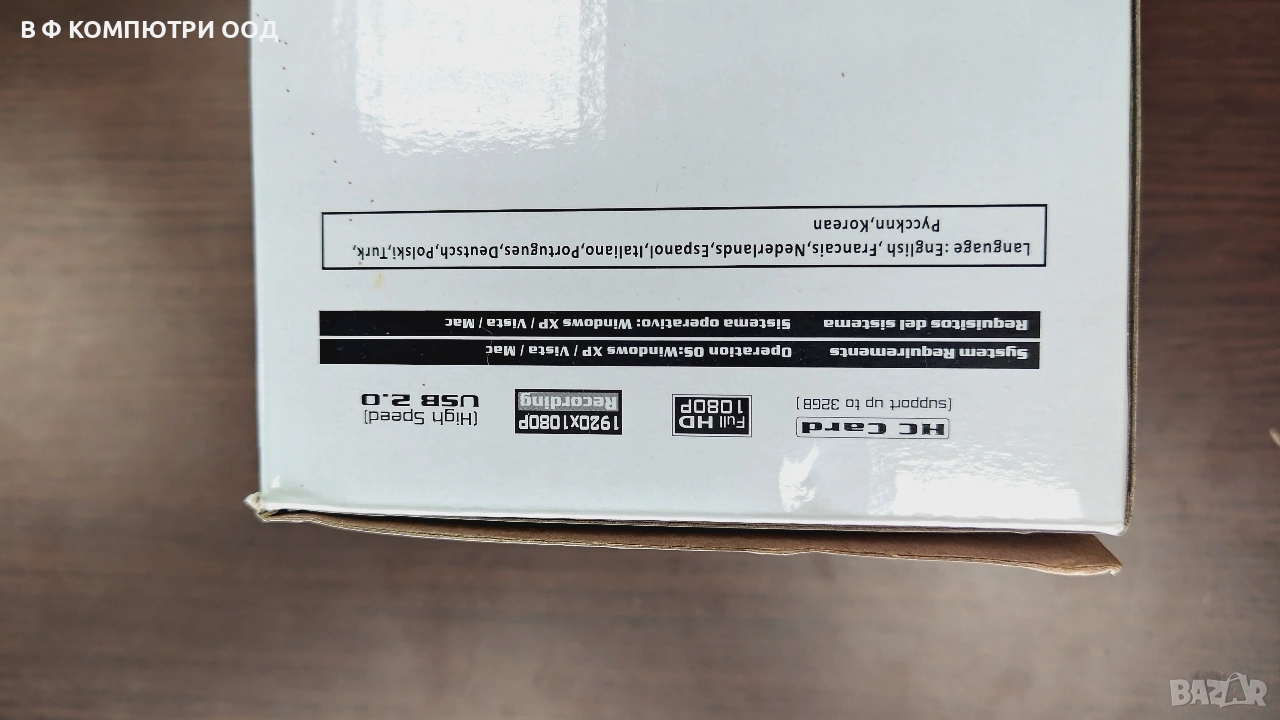 В Ф КОМПЮТРИ ООД
HC Card
(support up to 32GB)
Full HD
1080P
1920x1080P
Recording
(High Speed)
USB 2.0
System Requirements Operation OS:Windows XP / Vista / Mac
Requisitos del sistema Sistema operativo: Windows XP / Vista / Mac
Language :English ,Francais,Nederlands,Espanol,Italiano,Portugues,Deutsch,Polski,Turk,
Pyccknn,Korean
BAZAR